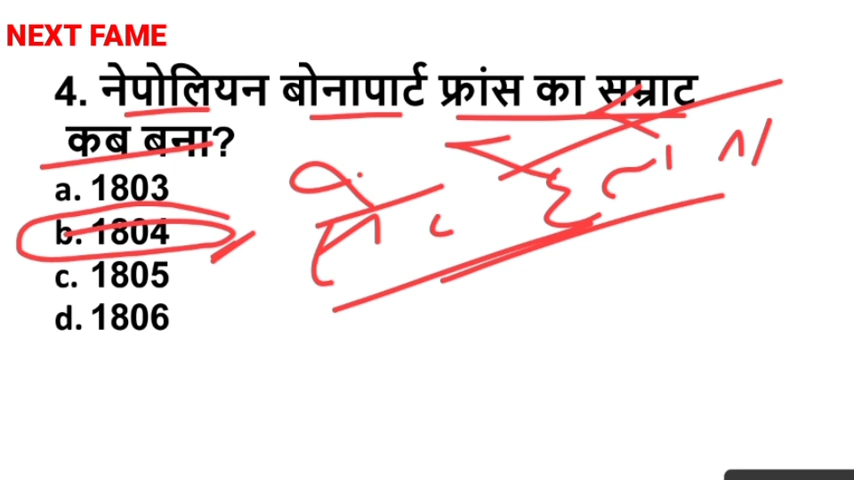 NEXT FAME
4. नेपोलियन बोनापार्ट फ्रांस का सम्राट
कब बना?
a. 1803
b. 1804
c. 1805
d. 1806